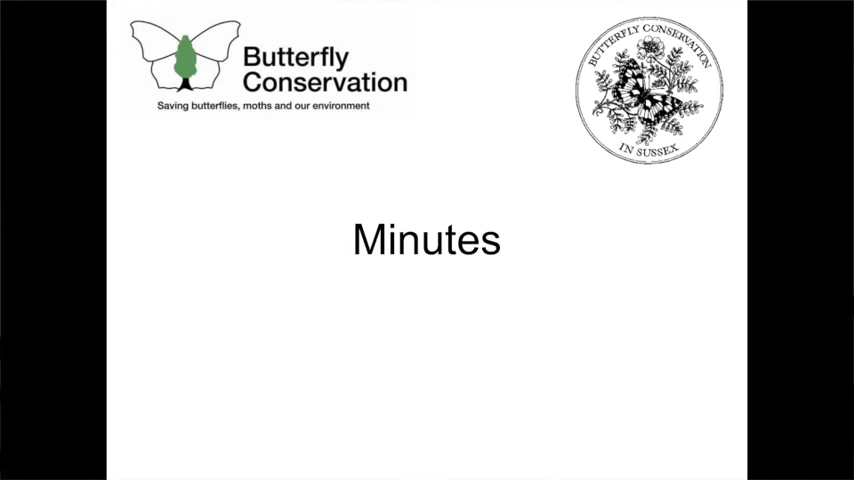 Butterfly
Conservation
Saving butterflies, moths and our environment
BUTTERFLY CONSERVATION
IN SUSSEX
Minutes